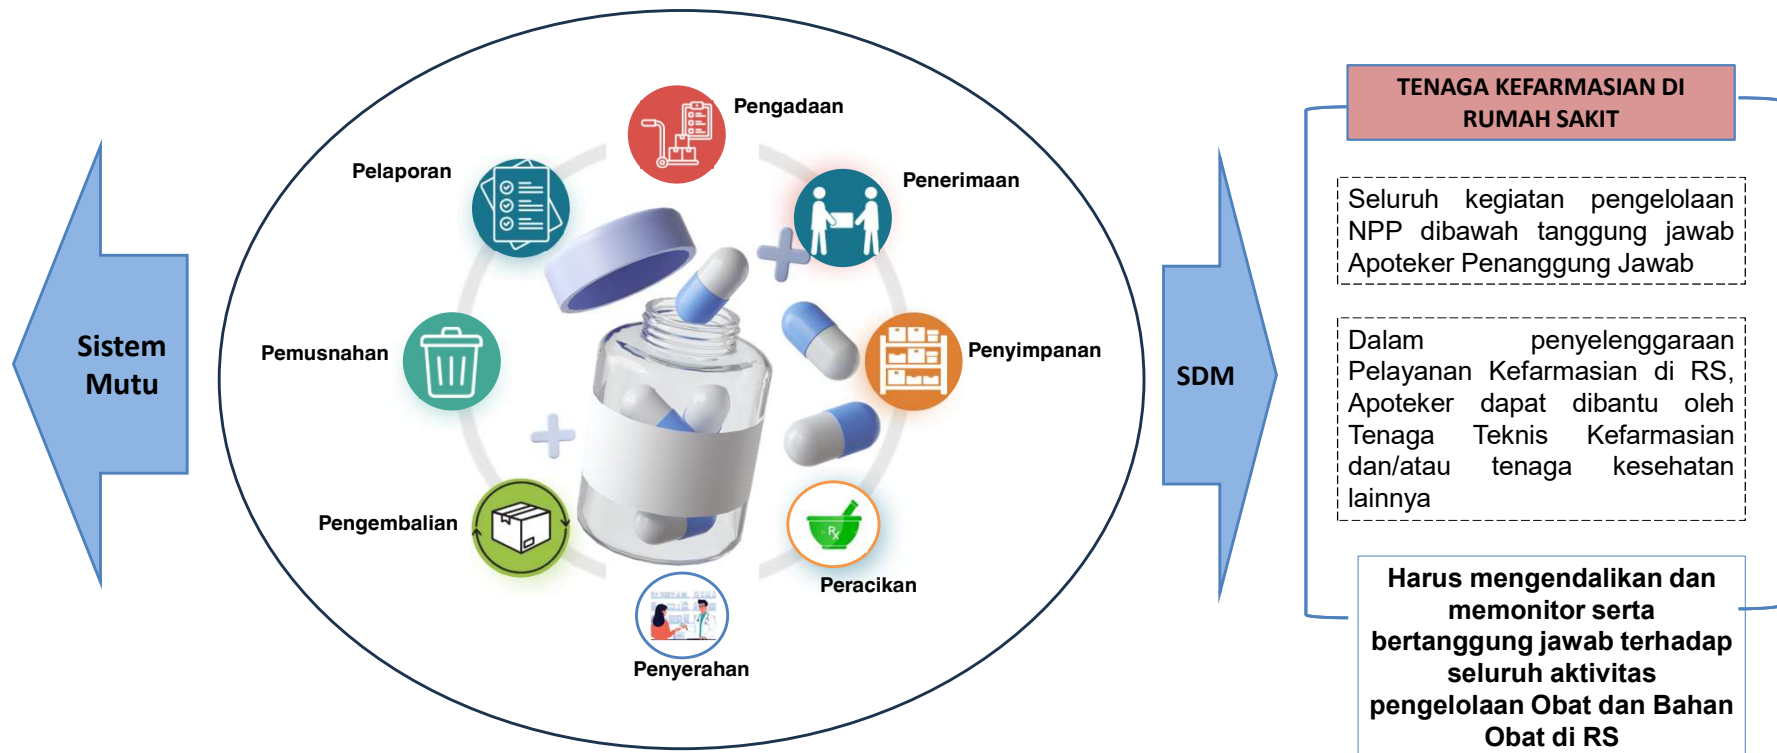 Sistem
Mutu
Pengadaan
Penerimaan
Penyimpanan
Peracikan
Penyerahan
Pengembalian
Pemusnahan
Pelaporan
Rx
SDM
TENAGA KEFARMASIAN DI
RUMAH SAKIT
Seluruh kegiatan pengelolaan
NPP dibawah tanggung jawab
Apoteker Penanggung Jawab
Dalam penyelenggaraan
Pelayanan Kefarmasian di RS,
Apoteker dapat dibantu oleh
Tenaga Teknis Kefarmasian
dan/atau tenaga kesehatan
lainnya
Harus mengendalikan dan
memonitor serta
bertanggung jawab terhadap
seluruh aktivitas
pengelolaan Obat dan Bahan
Obat di RS